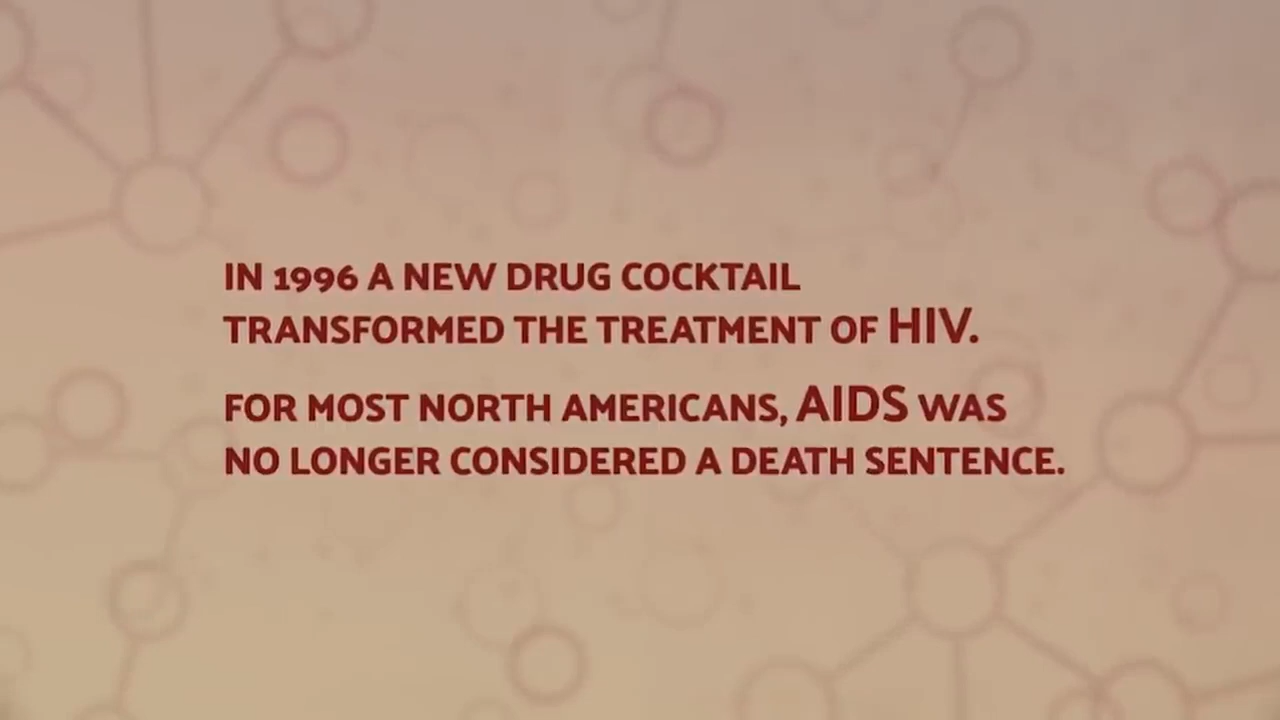 IN 1996 A NEW DRUG COCKTAIL
TRANSFORMED THE TREATMENT OF HIV.
FOR MOST NORTH AMERICANS, AIDS WAS
NO LONGER CONSIDERED A DEATH SENTENCE.